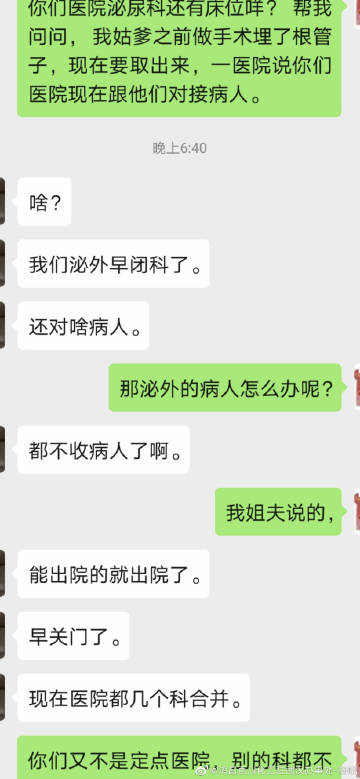 你们医院泌尿科还有床位咩？ 帮我
问问，我姑爹之前做手术埋了根管
子，现在要取出来，一医院说你们
医院现在跟他们对接病人。
晚上6:40
啥？
我们泌外早闭科了。
还对啥病人。
那泌外的病人怎么办呢？
都不收病人了啊。
我姐夫说的，
能出院的就出院了。
早关门了。
现在医院都几个科合并。
你们又不是定点医院，别的科都不